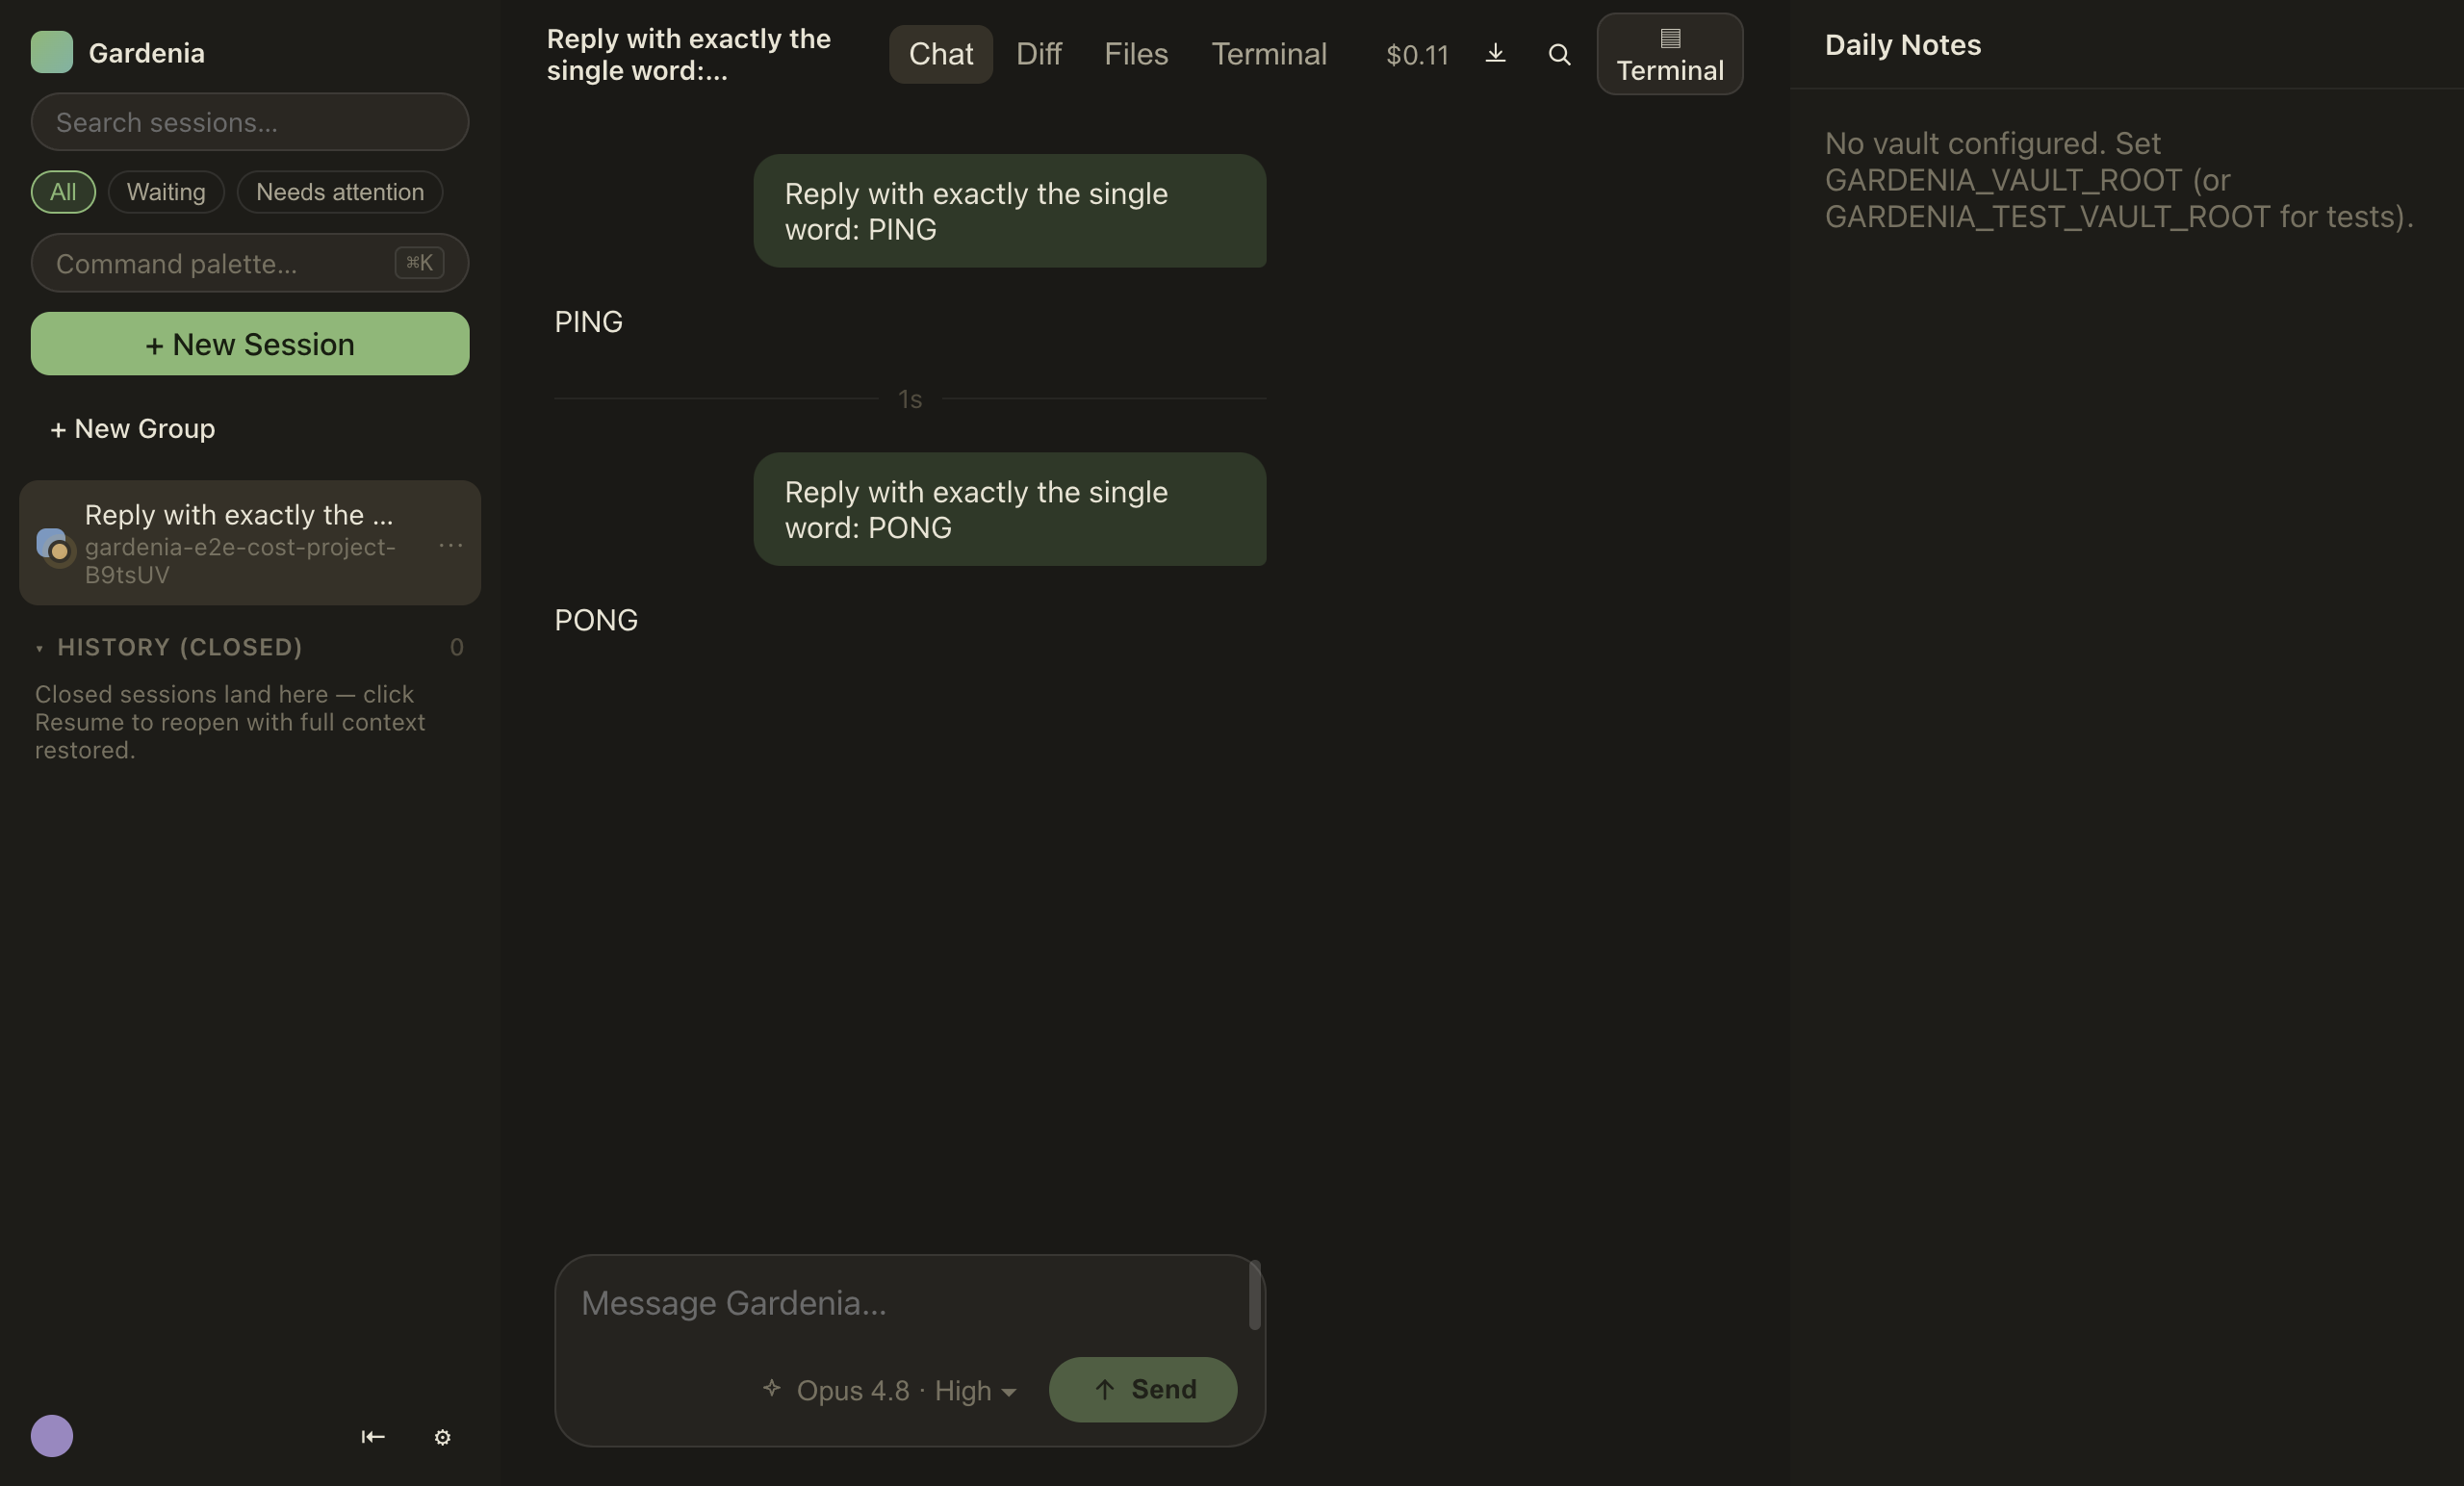 Gardenia
Search sessions...
All
Waiting
Needs attention
Command palette...
⌘K
+ New Session
+ New Group
Reply with exactly the ...
gardenia-e2e-cost-project-
B9tsUV
...
▾ HISTORY (CLOSED)
0
Closed sessions land here — click
Resume to reopen with full context
restored.
Reply with exactly the
single word:...
Chat
Diff
Files
Terminal
$0.11
Terminal
Reply with exactly the single
word: PING
PING
1s
Reply with exactly the single
word: PONG
PONG
Message Gardenia...
Opus 4.8 · High
Send
Daily Notes
No vault configured. Set
GARDENIA_VAULT_ROOT (or
GARDENIA_TEST_VAULT_ROOT for tests).